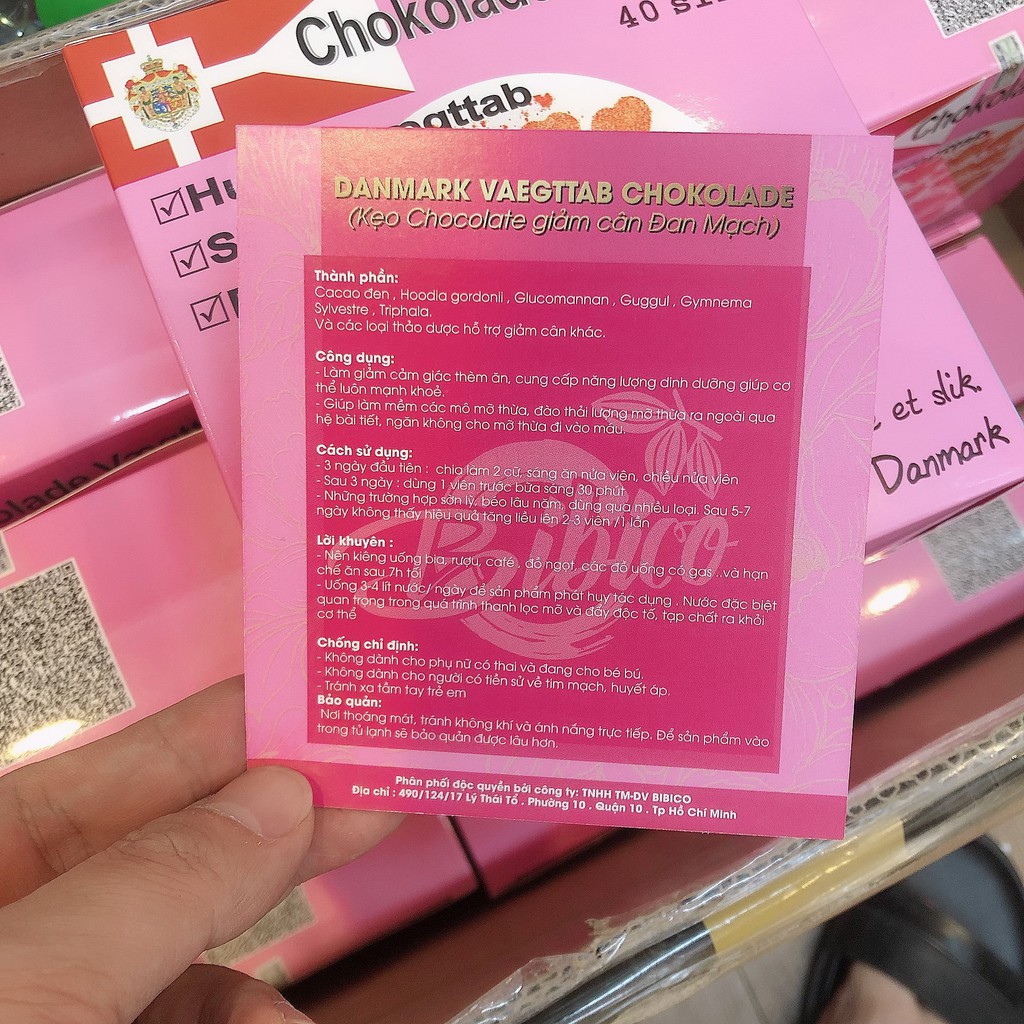 Chokolade
40 sl
egttab
Chokola
DANMARK VAEGTTAB CHOKOLADE
(Kẹo Chocolate giảm cân Đan Mạch)
Thành phần:
Cacao đen , Hoodia gordonii , Glucomannan , Guggul , Gymnema
Sylvestre , Triphala.
Và các loại thảo dược hỗ trợ giảm cân khác.
Công dụng:
- Làm giảm cảm giác thèm ăn, cung cấp năng lượng dinh dưỡng giúp cơ
thể luôn mạnh khoẻ.
- Giúp làm mềm các mô mỡ thừa, đào thải lượng mỡ thừa ra ngoài qua
hệ bài tiết, ngăn không cho mỡ thừa đi vào máu.
Cách sử dụng:
- 3 ngày đầu tiên : chia làm 2 cữ, sáng ăn nửa viên, chiều nửa viên
- Sau 3 ngày : dùng 1 viên trước bữa sáng 30 phút
- Những trường hợp sờn lỳ, béo lâu năm, dùng qua nhiều loại. Sau 5-7
ngày không thấy hiệu quả tăng liều lên 2-3 viên /1 lần
Lời khuyên :
- Nên kiêng uống bia, rượu, café , đồ ngọt, các đồ uống có gas ..và hạn
chế ăn sau 7h tối
- Uống 3-4 lít nước/ ngày để sản phẩm phát huy tác dụng . Nước đặc biệt
quan trọng trong quá trình thanh lọc mỡ và đẩy độc tố, tạp chất ra khỏi
cơ thể
Chống chỉ định:
- Không dành cho phụ nữ có thai và đang cho bé bú.
- Không dành cho người có tiền sử về tim mạch, huyết áp.
- Tránh xa tầm tay trẻ em
Bảo quản:
Nơi thoáng mát, tránh không khí và ánh nắng trực tiếp. Để sản phẩm vào
trong tủ lạnh sẽ bảo quản được lâu hơn.
Bibico
Phân phối độc quyền bởi công ty: TNHH TM-DV BIBICO
Địa chỉ : 490/124/17 Lý Thái Tổ . Phường 10 . Quận 10 . Tp Hồ Chí Minh
et slik.
Danmark